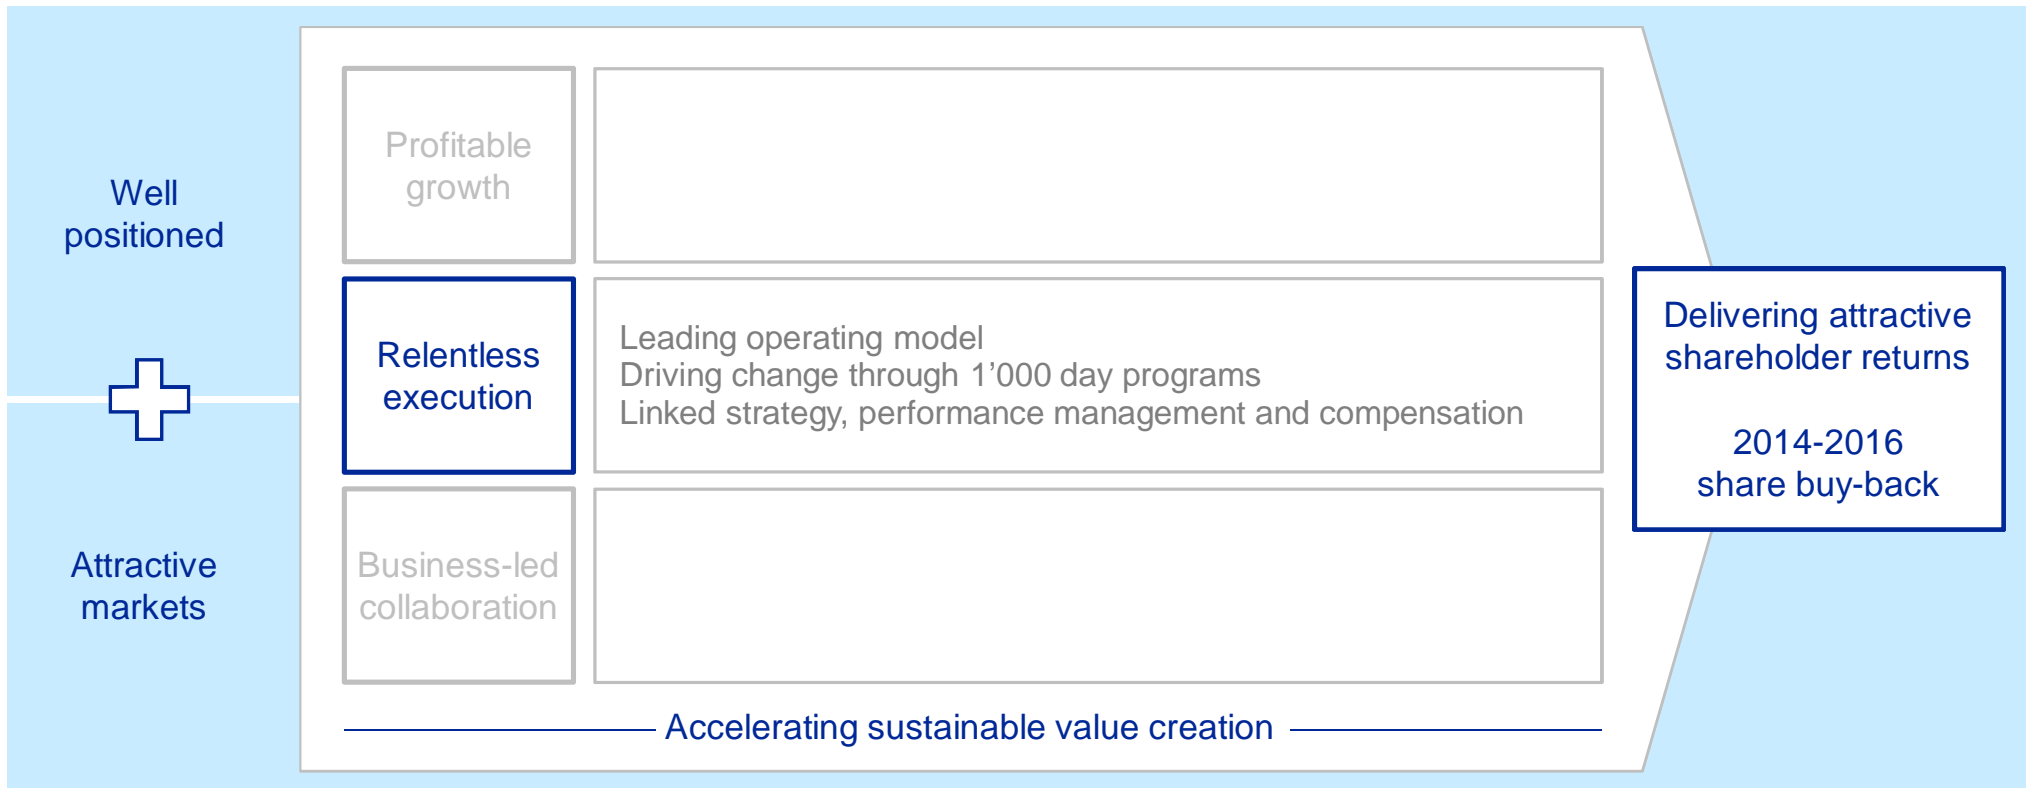 Well
positioned
Attractive
markets
Profitable
growth
Relentless
execution
Leading operating model
Driving change through 1’000 day programs
Linked strategy, performance management and compensation
Business-led
collaboration
Accelerating sustainable value creation
Delivering attractive
shareholder returns
2014-2016
share buy-back